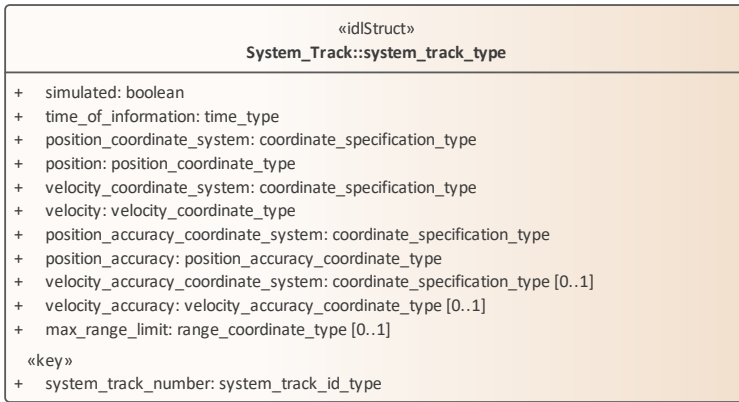 «idlStruct»
System_Track::system_track_type
+ simulated: boolean
+ time_of_information: time_type
+ position_coordinate_system: coordinate_specification_type
+ position: position_coordinate_type
+ velocity_coordinate_system: coordinate_specification_type
+ velocity: velocity_coordinate_type
+ position_accuracy_coordinate_system: coordinate_specification_type
+ position_accuracy: position_accuracy_coordinate_type
+ velocity_accuracy_coordinate_system: coordinate_specification_type [0..1]
+ velocity_accuracy: velocity_accuracy_coordinate_type [0..1]
+ max_range_limit: range_coordinate_type [0..1]
«key»
+ system_track_number: system_track_id_type